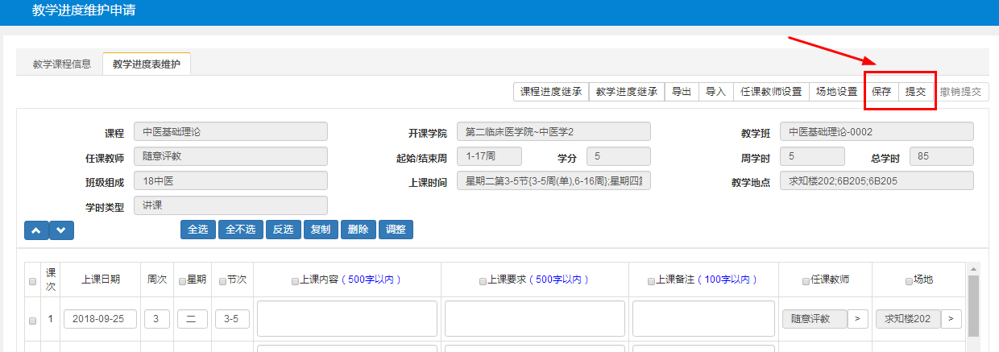 教学进度维护申请
教学课程信息 教学进度表维护
课程进度继承 教学进度继承 导出 导入 任课教师设置 场地设置 保存 提交 撤销提交
课程 中医基础理论 开课学院 第二临床医学院~中医学2 教学班 中医基础理论-0002
任课教师 随意评教 起始/结束周 1-17周 学分 5 周学时 5 总学时 85
班级组成 18中医 上课时间 星期二第3-5节{3-5周(单),6-16周};星期四第 教学地点 求知楼202;6B205;6B205
学时类型 讲课
全选 全不选 反选 复制 删除 调整
课次 上课日期 周次 星期 节次 上课内容（500字以内） 上课要求（500字以内） 上课备注（100字以内） 任课教师 场地
1 2018-09-25 3 二 3-5 随意评教 > 求知楼202 >